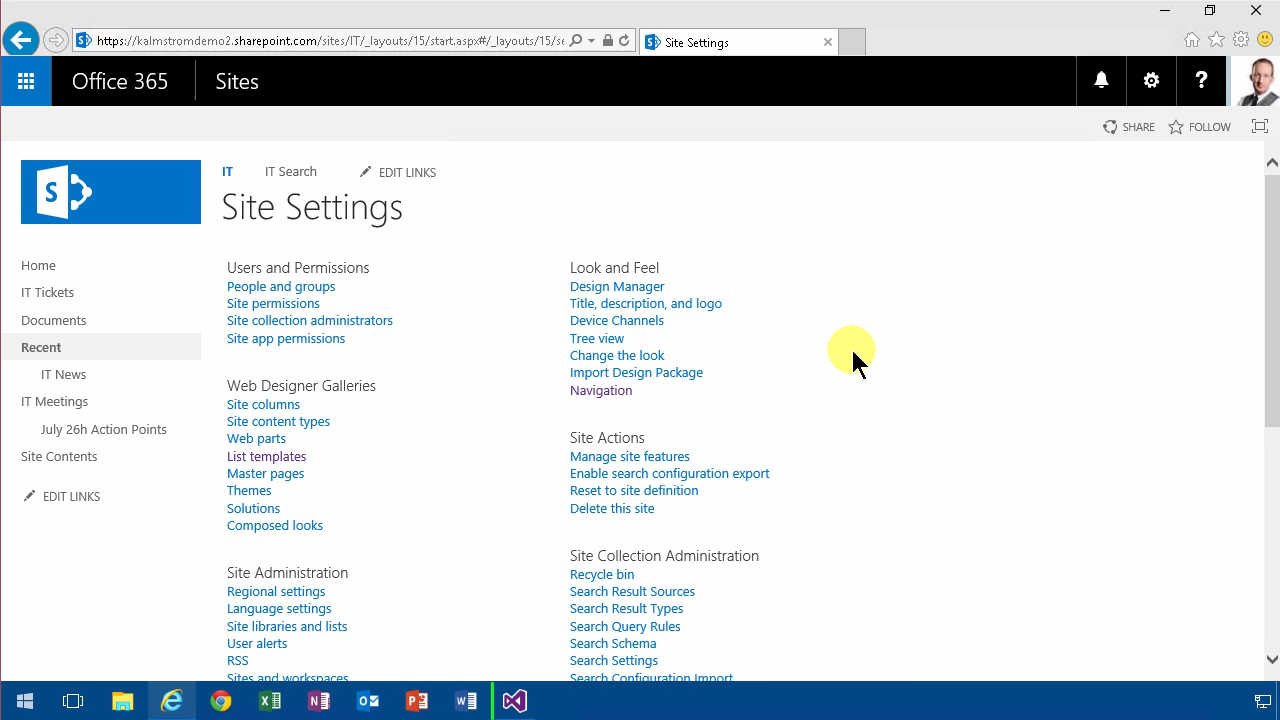 https://kalmstromdemo2.sharepoint.com/sites/IT/_layouts/15/start.aspx#/_layouts/15/se
Site Settings
Office 365
Sites
?
SHARE
FOLLOW
S
IT
IT Search
EDIT LINKS
Site Settings
Home
IT Tickets
Documents
Recent
IT News
IT Meetings
July 26h Action Points
Site Contents
EDIT LINKS
Users and Permissions
People and groups
Site permissions
Site collection administrators
Site app permissions
Web Designer Galleries
Site columns
Site content types
Web parts
List templates
Master pages
Themes
Solutions
Composed looks
Site Administration
Regional settings
Language settings
Site libraries and lists
User alerts
RSS
Sites and workspaces
Look and Feel
Design Manager
Title, description, and logo
Device Channels
Tree view
Change the look
Import Design Package
Navigation
Site Actions
Manage site features
Enable search configuration export
Reset to site definition
Delete this site
Site Collection Administration
Recycle bin
Search Result Sources
Search Result Types
Search Query Rules
Search Schema
Search Settings
Search Configuration Import